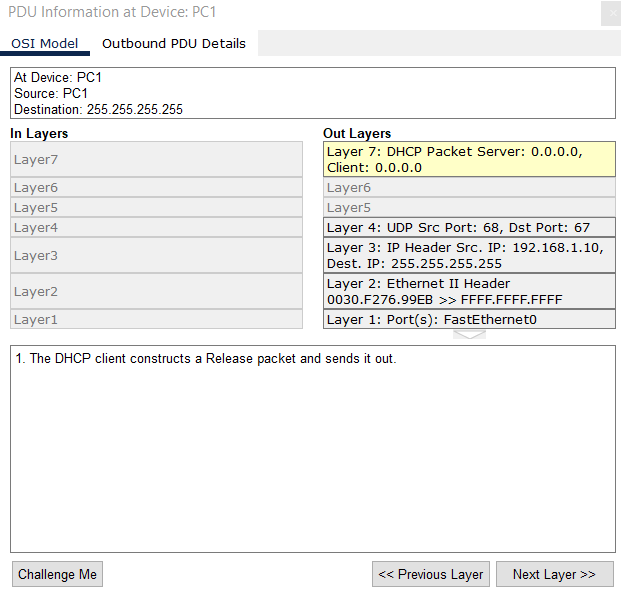 PDU Information at Device: PC1
OSI Model
Outbound PDU Details
At Device: PC1
Source: PC1
Destination: 255.255.255.255
In Layers
Layer7
Layer6
Layer5
Layer4
Layer3
Layer2
Layer1
Out Layers
Layer 7: DHCP Packet Server: 0.0.0.0,
Client: 0.0.0.0
Layer6
Layer5
Layer 4: UDP Src Port: 68, Dst Port: 67
Layer 3: IP Header Src. IP: 192.168.1.10,
Dest. IP: 255.255.255.255
Layer 2: Ethernet II Header
0030.F276.99EB >> FFFF.FFFF.FFFF
Layer 1: Port(s): FastEthernet0
1. The DHCP client constructs a Release packet and sends it out.
Challenge Me
<< Previous Layer
Next Layer >>